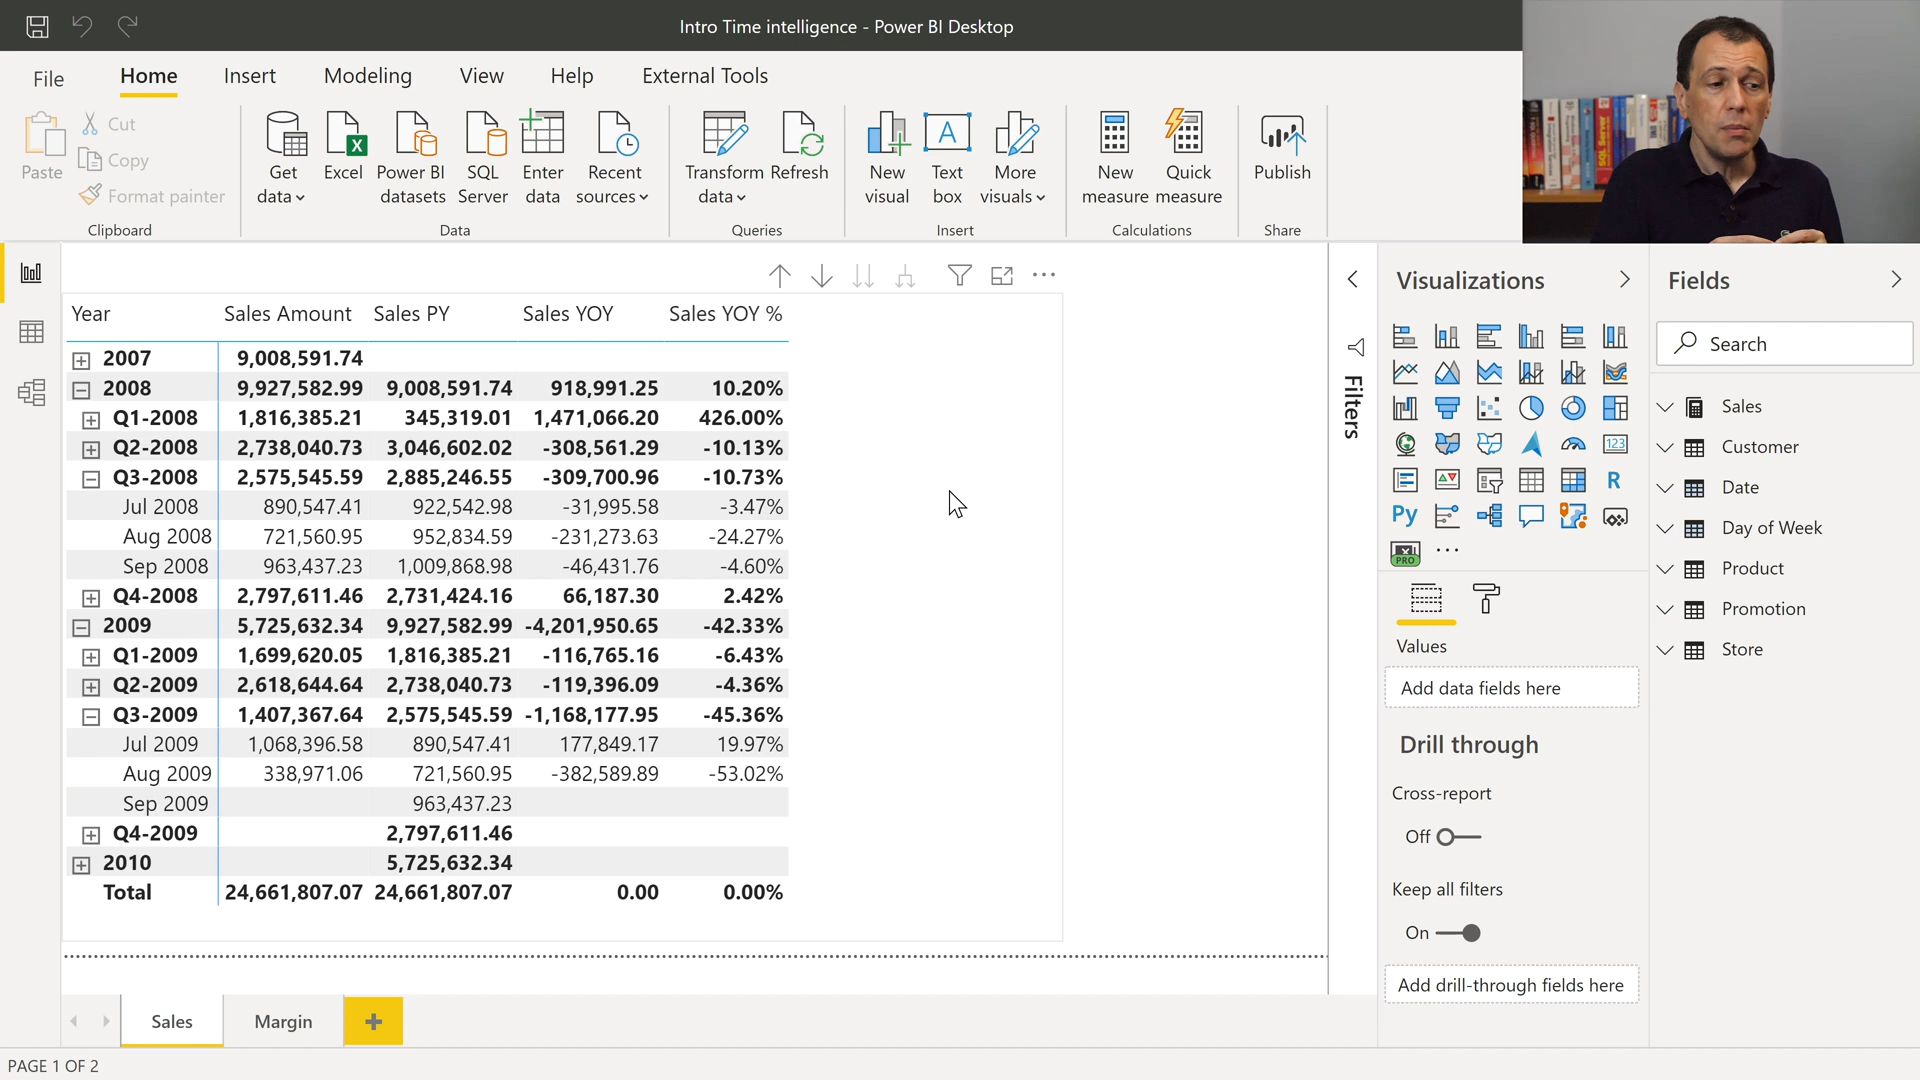 Intro Time intelligence - Power BI Desktop
File Home Insert Modeling View Help External Tools
Paste
Cut
Copy
Format painter
Clipboard
Get data
Excel
Power BI datasets
SQL Server
Enter data
Recent sources
Data
Transform data
Refresh
Queries
New visual
Text box
More visuals
Insert
New measure
Quick measure
Calculations
Publish
Share
SQL Server
Year Sales Amount Sales PY Sales YOY Sales YOY %
2007 9,008,591.74
2008 9,927,582.99 9,008,591.74 918,991.25 10.20%
Q1-2008 1,816,385.21 345,319.01 1,471,066.20 426.00%
Q2-2008 2,738,040.73 3,046,602.02 -308,561.29 -10.13%
Q3-2008 2,575,545.59 2,885,246.55 -309,700.96 -10.73%
Jul 2008 890,547.41 922,542.98 -31,995.58 -3.47%
Aug 2008 721,560.95 952,834.59 -231,273.63 -24.27%
Sep 2008 963,437.23 1,009,868.98 -46,431.76 -4.60%
Q4-2008 2,797,611.46 2,731,424.16 66,187.30 2.42%
2009 5,725,632.34 9,927,582.99 -4,201,950.65 -42.33%
Q1-2009 1,699,620.05 1,816,385.21 -116,765.16 -6.43%
Q2-2009 2,618,644.64 2,738,040.73 -119,396.09 -4.36%
Q3-2009 1,407,367.64 2,575,545.59 -1,168,177.95 -45.36%
Jul 2009 1,068,396.58 890,547.41 177,849.17 19.97%
Aug 2009 338,971.06 721,560.95 -382,589.89 -53.02%
Sep 2009 963,437.23
Q4-2009 2,797,611.46
2010 5,725,632.34
Total 24,661,807.07 24,661,807.07 0.00 0.00%
Filters
Visualizations
123
R
Py
PRO
Values
Add data fields here
Drill through
Cross-report
Off
Keep all filters
On
Add drill-through fields here
Fields
Search
Sales
Customer
Date
Day of Week
Product
Promotion
Store
Sales Margin
PAGE 1 OF 2